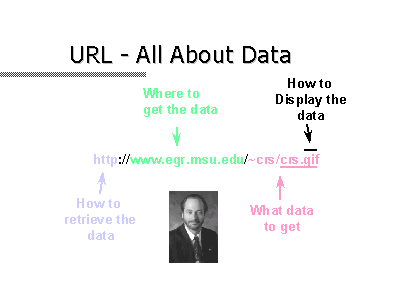 URL - All About Data
Where to
get the data
How to
Display the
data
http://www.egr.msu.edu/~crs/crs.gif
How to
retrieve the
data
What data
to get